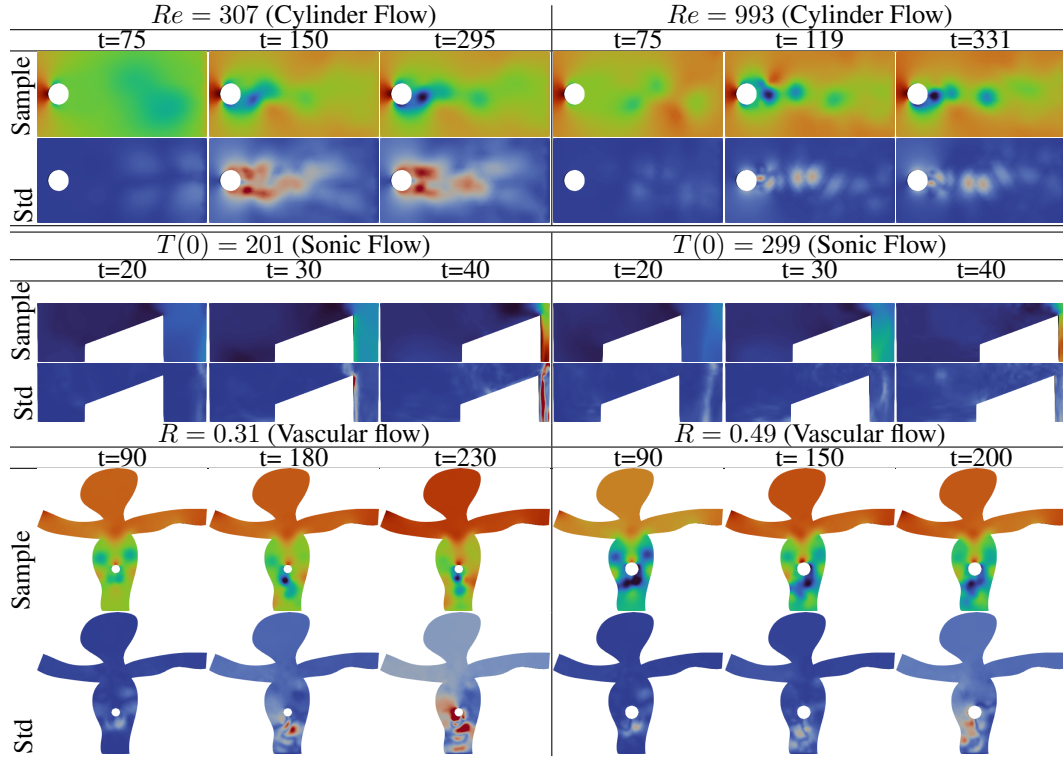 Re = 307 (Cylinder Flow) Re = 993 (Cylinder Flow)
t=75 t= 150 t=295 t=75 t= 119 t=331
Sample
Std
T(0) = 201 (Sonic Flow) T(0) = 299 (Sonic Flow)
t=20 t= 30 t=40 t=20 t= 30 t=40
Sample
Std
R = 0.31 (Vascular flow) R = 0.49 (Vascular flow)
t=90 t= 180 t=230 t=90 t= 150 t=200
Sample
Std